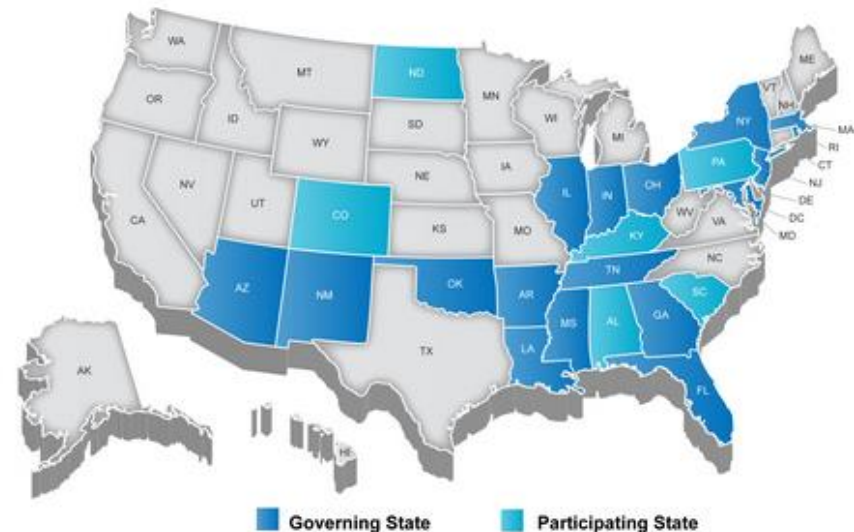 WA
MT
ND
MN
ME
VT
NH
OR
ID
WY
SD
WI
MI
NY
MA
RI
CT
NJ
DE
DC
MD
NV
UT
CO
NE
IA
IL
IN
OH
PA
WV
VA
CA
KS
MO
KY
NC
TN
AZ
NM
OK
AR
SC
MS
AL
GA
TX
LA
FL
AK
HI
Governing State
Participating State